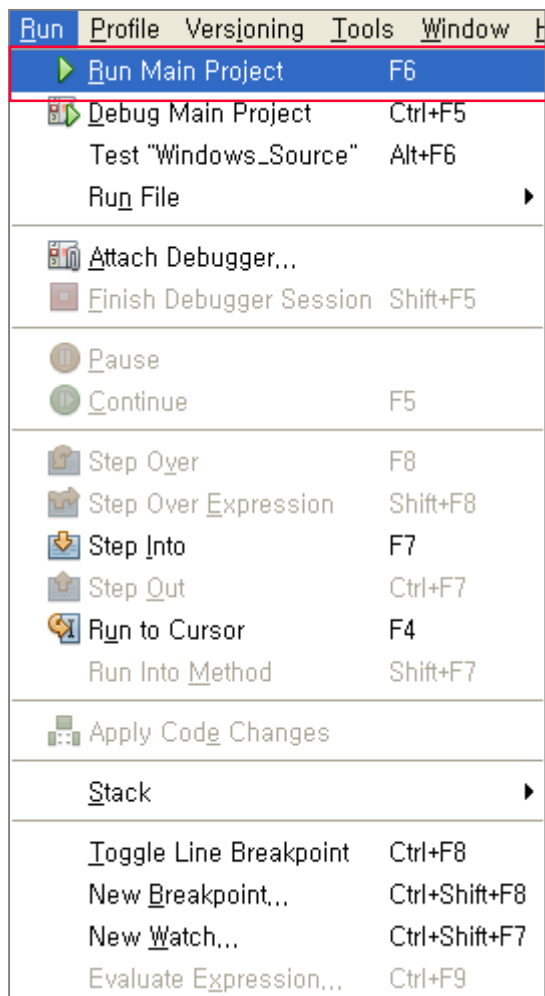 Run Profile Versioning Tools Window H
Run Main Project F6
Debug Main Project Ctrl+F5
Test "Windows_Source" Alt+F6
Run File
Attach Debugger...
Finish Debugger Session Shift+F5
Pause
Continue F5
Step Over F8
Step Over Expression Shift+F8
Step Into F7
Step Out Ctrl+F7
Run to Cursor F4
Run Into Method Shift+F7
Apply Code Changes
Stack
Toggle Line Breakpoint Ctrl+F8
New Breakpoint... Ctrl+Shift+F8
New Watch... Ctrl+Shift+F7
Evaluate Expression... Ctrl+F9